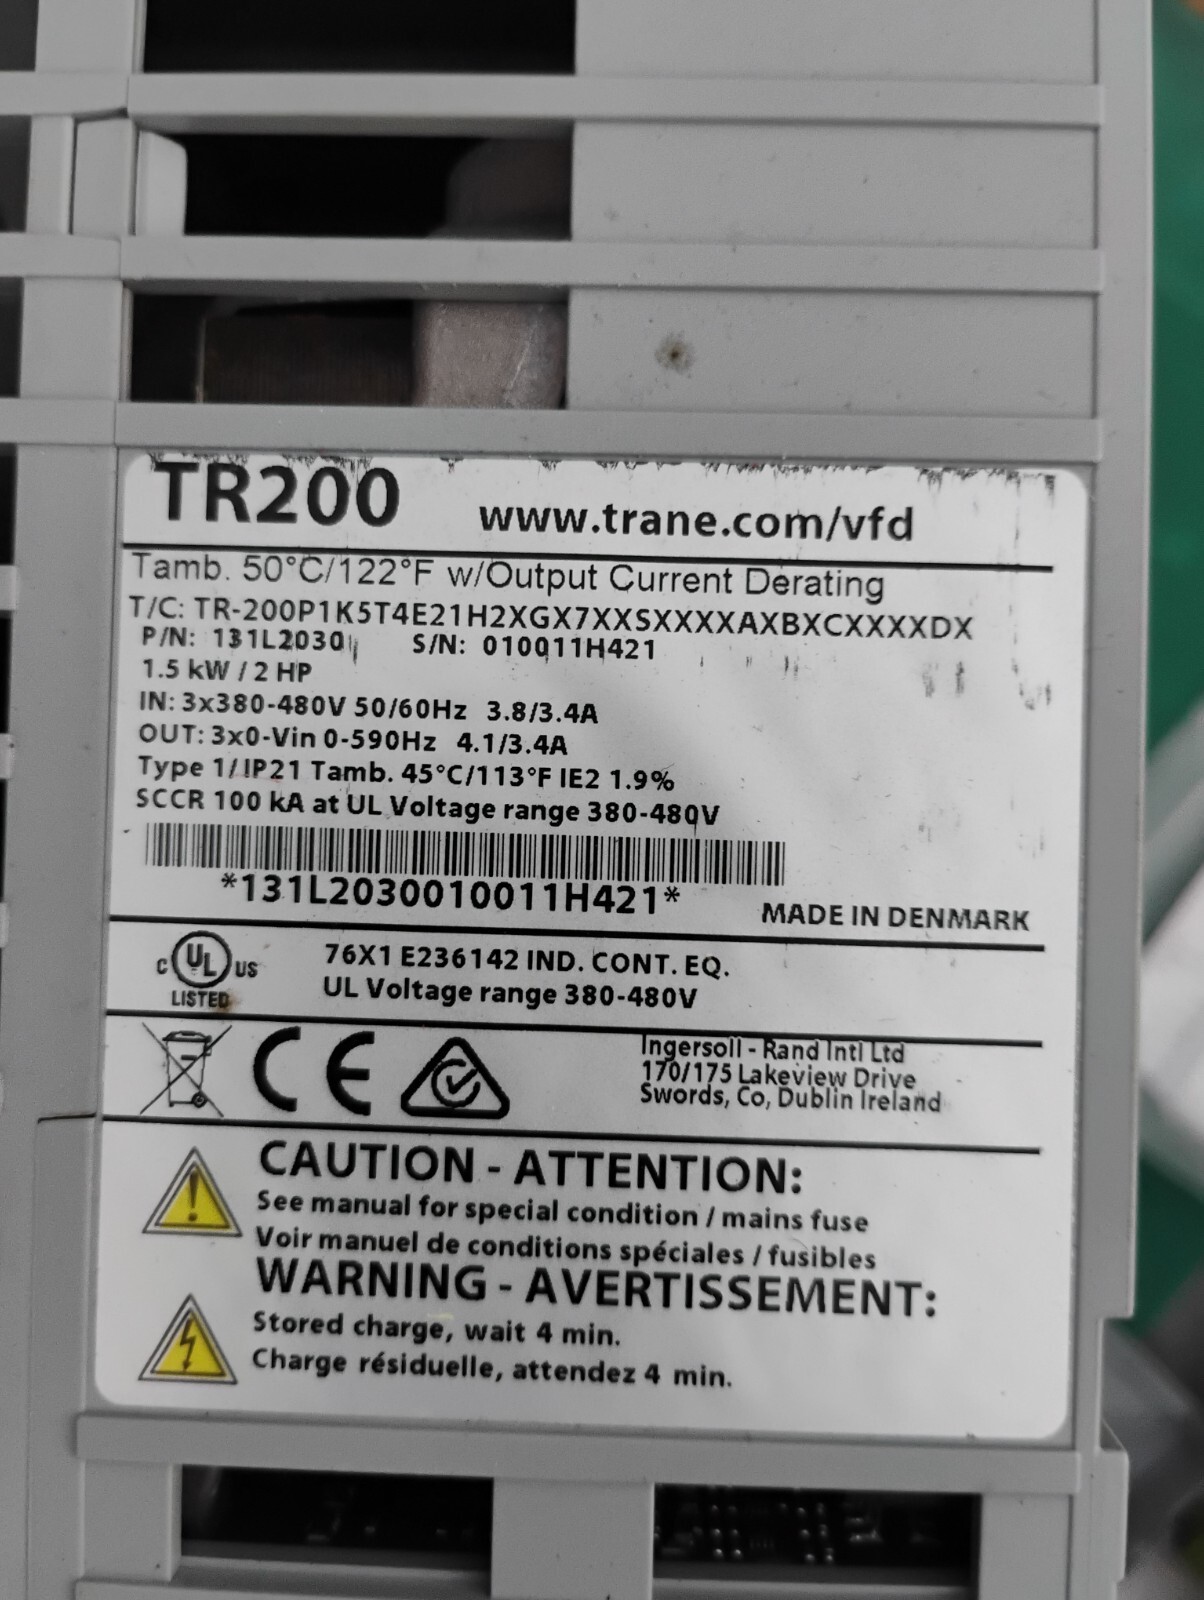 TR200 www.trane.com/vfd
Tamb. 50°C/122°F w/Output Current Derating
T/C: TR-200P1K5T4E21H2XGX7XXSXXXXAXBXCXXXXDX
P/N: 131L2030 S/N: 010011H421
1.5 kW / 2 HP
IN: 3x380-480V 50/60Hz 3.8/3.4A
OUT: 3x0-Vin 0-590Hz 4.1/3.4A
Type 1/IP21 Tamb. 45°C/113°F IE2 1.9%
SCCR 100 kA at UL Voltage range 380-480V
*131L2030010011H421*
MADE IN DENMARK
c UL US
LISTED
76X1 E236142 IND. CONT. EQ.
UL Voltage range 380-480V
CE
Ingersoll - Rand Intl Ltd
170/175 Lakeview Drive
Swords, Co, Dublin Ireland
CAUTION - ATTENTION:
See manual for special condition / mains fuse
Voir manuel de conditions spéciales / fusibles
WARNING - AVERTISSEMENT:
Stored charge, wait 4 min.
Charge résiduelle, attendez 4 min.